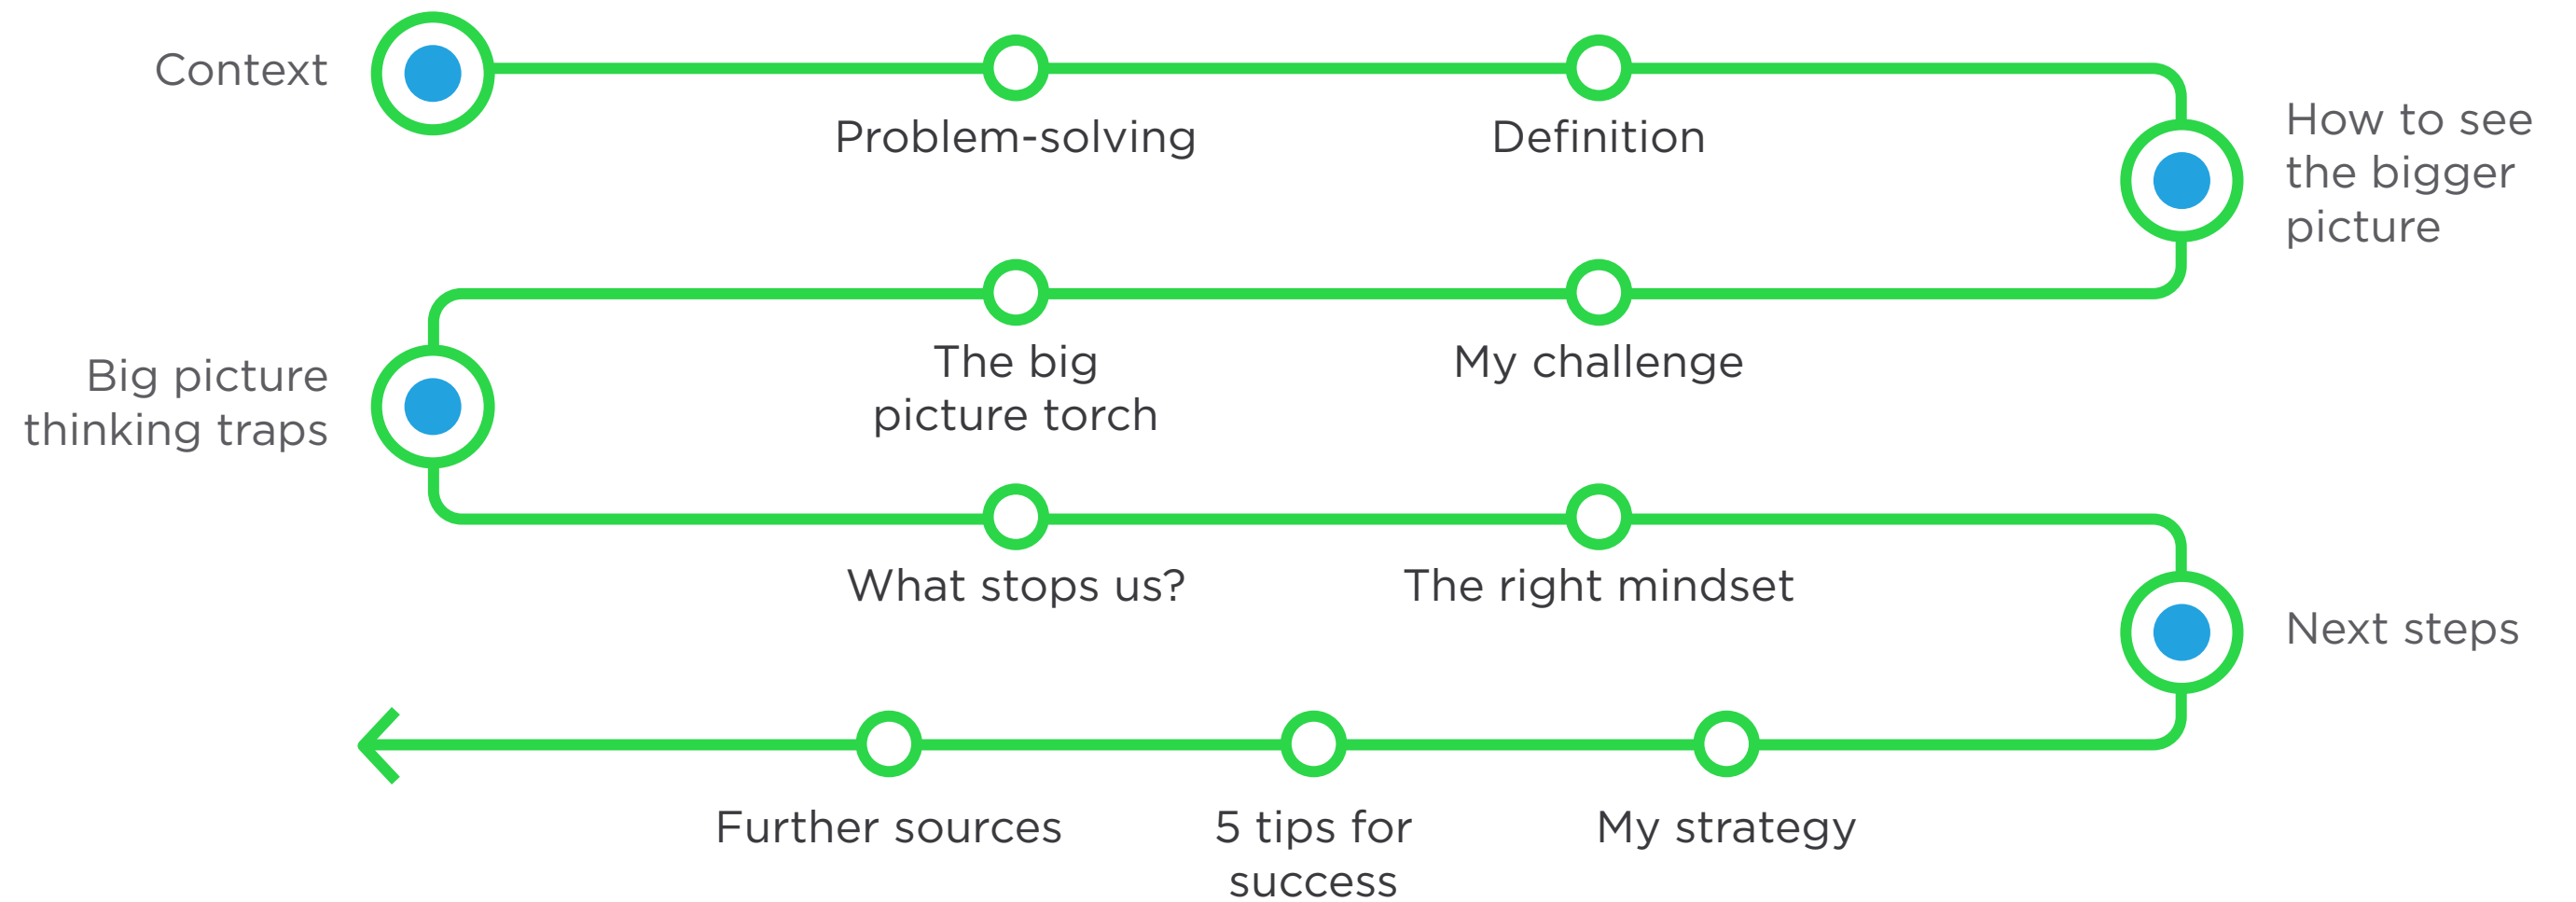 Context
Problem-solving
Definition
How to see
the bigger
picture
My challenge
The big
picture torch
Big picture
thinking traps
What stops us?
The right mindset
Next steps
My strategy
5 tips for
success
Further sources